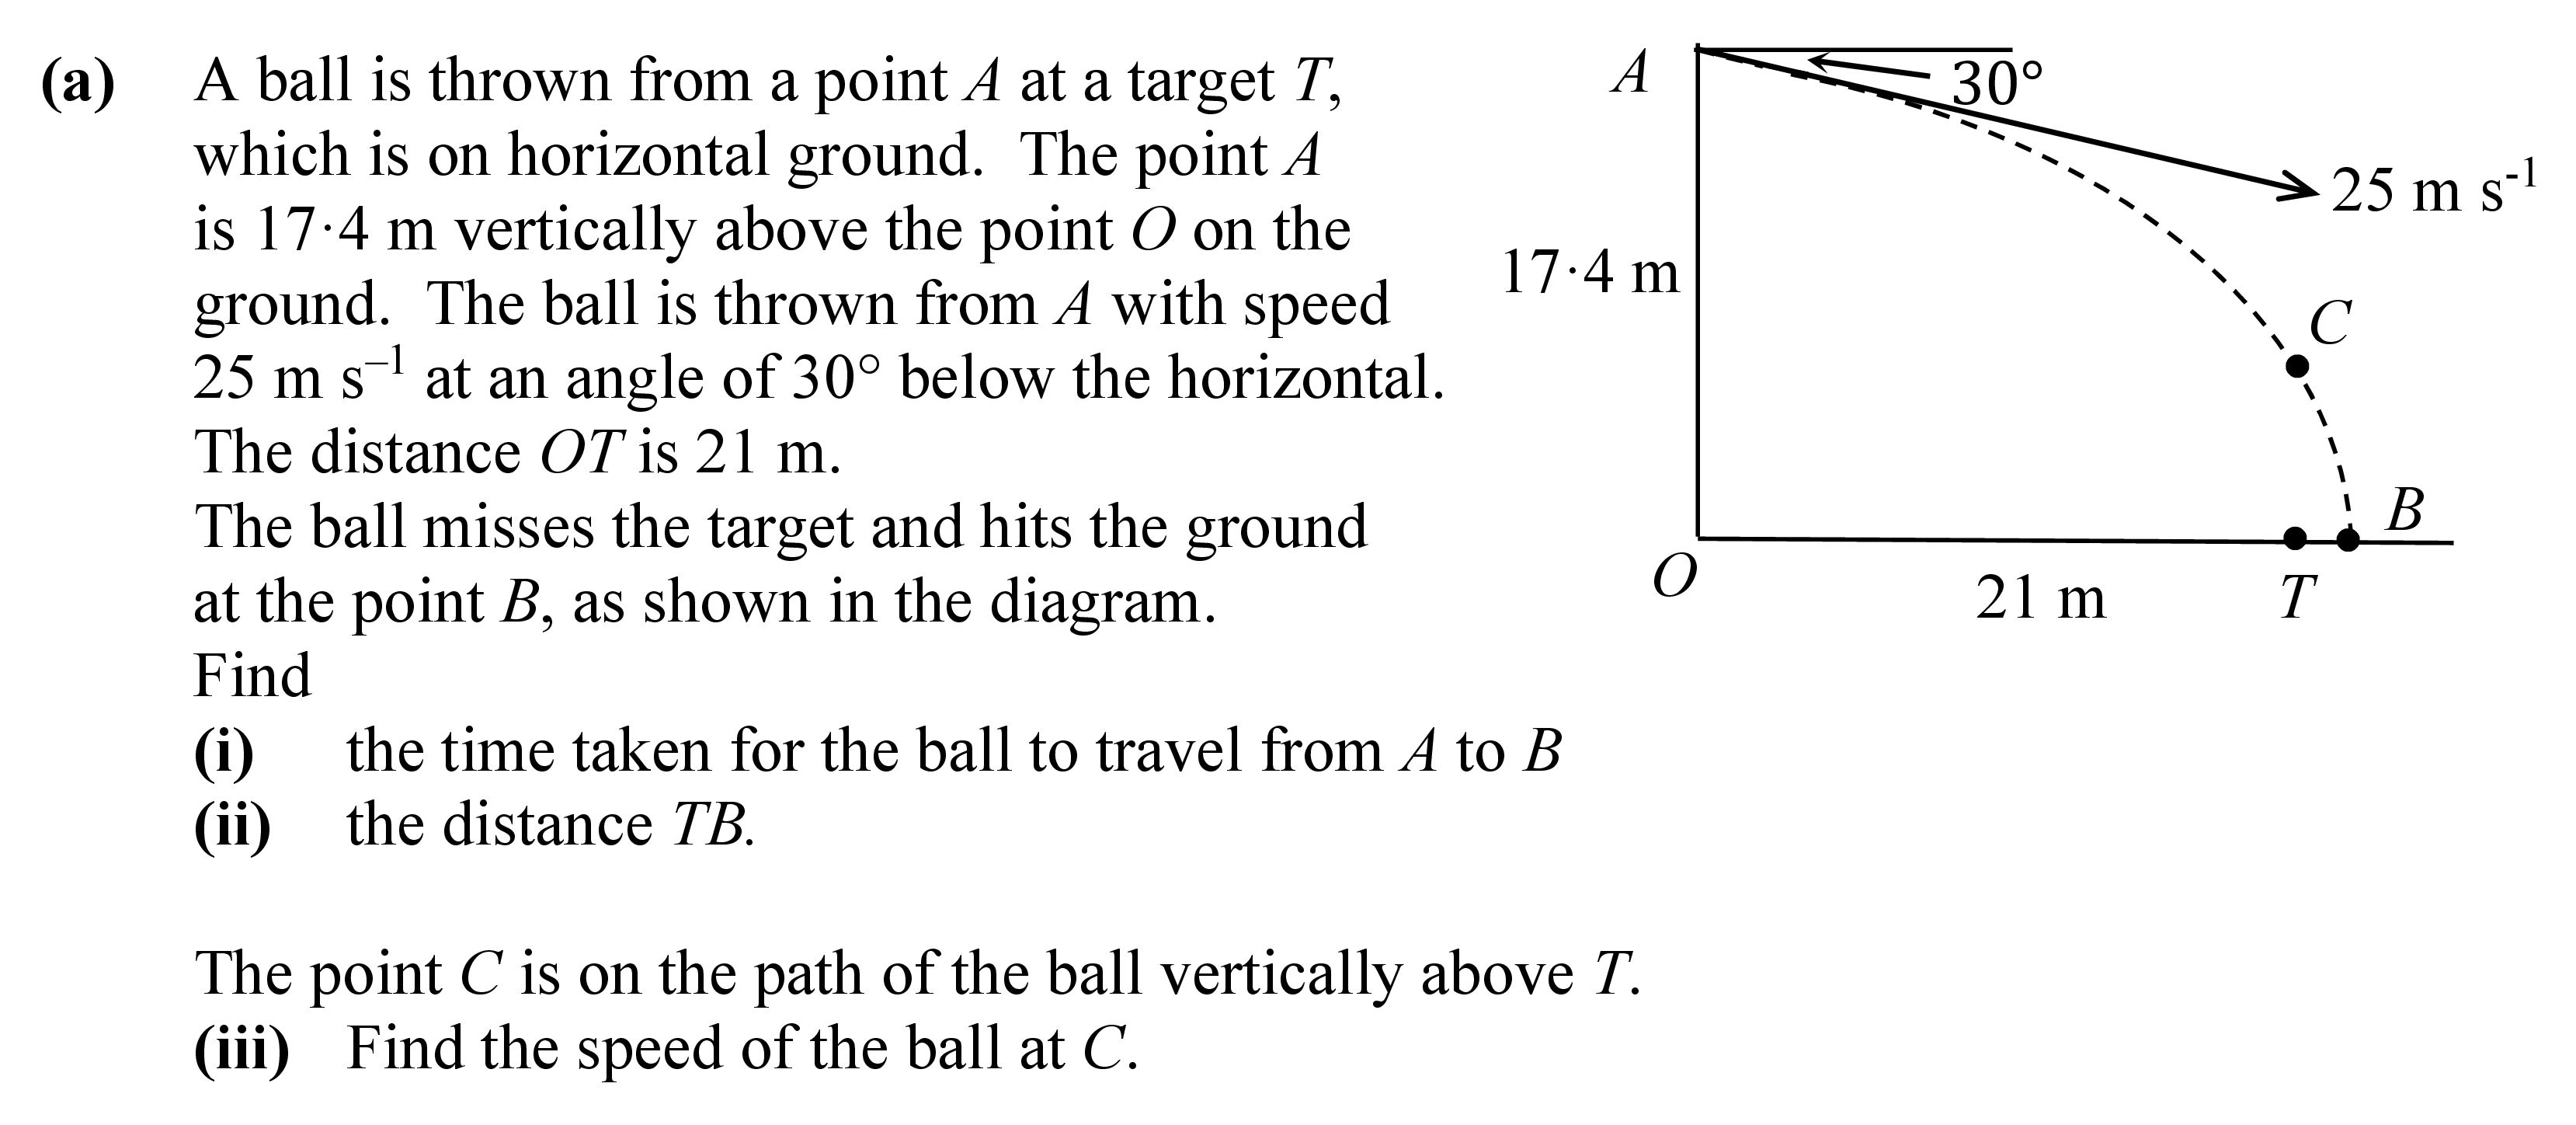 (a) A ball is thrown from a point A at a target T,
which is on horizontal ground. The point A
is 17·4 m vertically above the point O on the
ground. The ball is thrown from A with speed
25 m s⁻¹ at an angle of 30° below the horizontal.
The distance OT is 21 m.
The ball misses the target and hits the ground
at the point B, as shown in the diagram.
Find
(i) the time taken for the ball to travel from A to B
(ii) the distance TB.
The point C is on the path of the ball vertically above T.
(iii) Find the speed of the ball at C.
A
30°
25 m s⁻¹
17·4 m
C
B
O
21 m
T